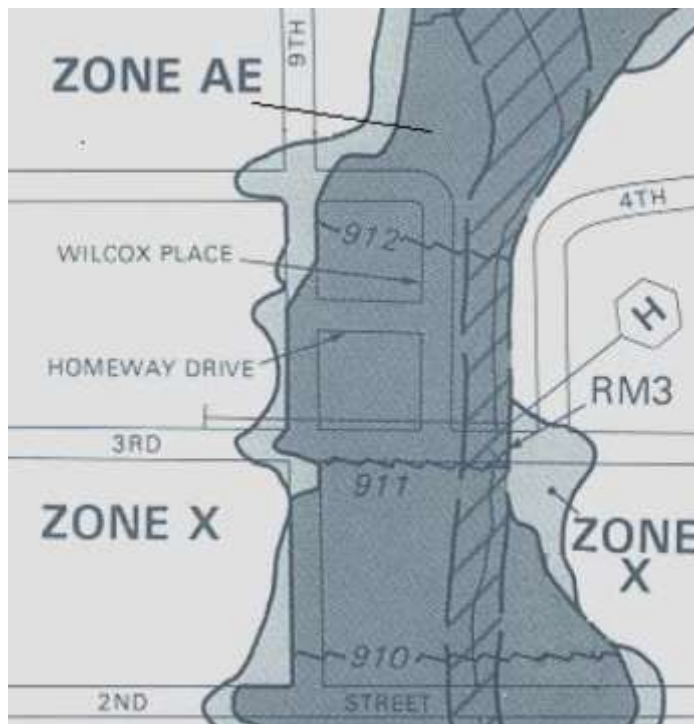 9TH
ZONE AE
4TH
912
WILCOX PLACE
H
HOMEWAY DRIVE
RM3
3RD
911
ZONE X
ZONE
X
910
2ND STREET